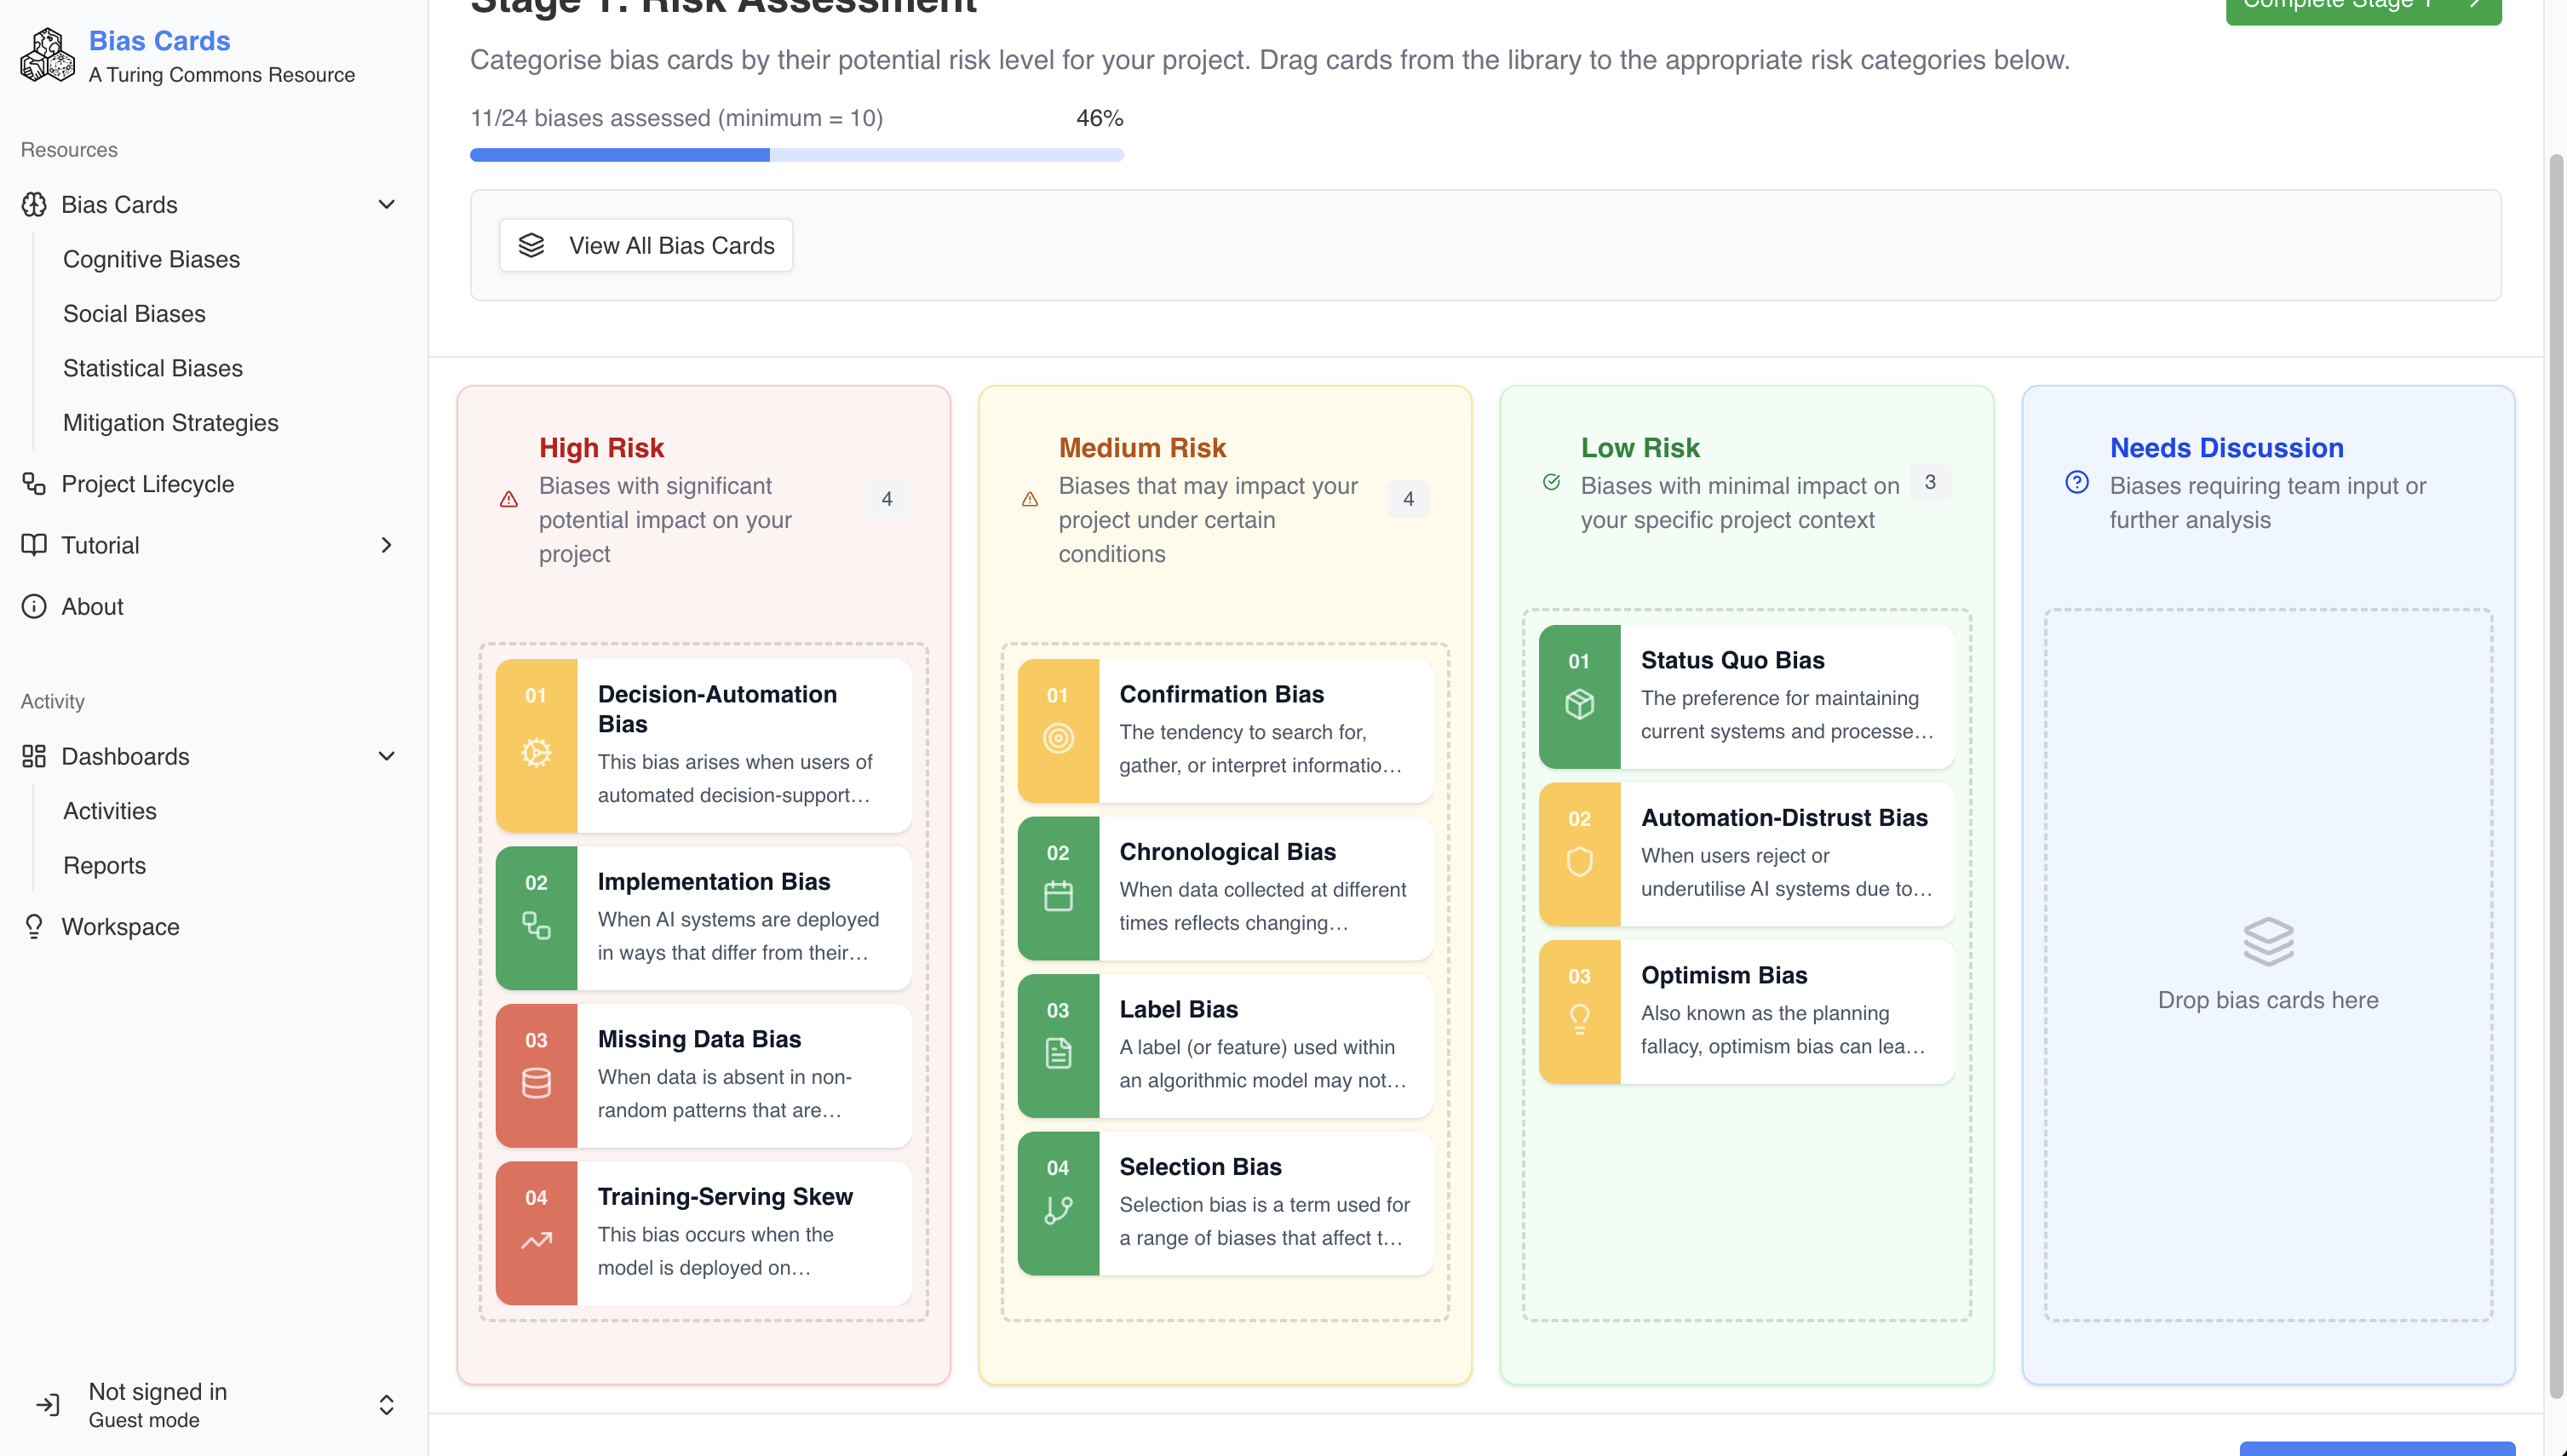 Bias Cards
A Turing Commons Resource
Resources
Bias Cards
Cognitive Biases
Social Biases
Statistical Biases
Mitigation Strategies
Project Lifecycle
Tutorial
About
Activity
Dashboards
Activities
Reports
Workspace
Not signed in
Guest mode
Stage 1: Risk Assessment
Complete Stage 1
Categorise bias cards by their potential risk level for your project. Drag cards from the library to the appropriate risk categories below.
11/24 biases assessed (minimum = 10)
46%
View All Bias Cards
High Risk
Biases with significant
potential impact on your
project
4
01
Decision-Automation
Bias
This bias arises when users of
automated decision-support…
02
Implementation Bias
When AI systems are deployed
in ways that differ from their…
03
Missing Data Bias
When data is absent in non-
random patterns that are…
04
Training-Serving Skew
This bias occurs when the
model is deployed on…
Medium Risk
Biases that may impact your
project under certain
conditions
4
01
Confirmation Bias
The tendency to search for,
gather, or interpret informatio…
02
Chronological Bias
When data collected at different
times reflects changing…
03
Label Bias
A label (or feature) used within
an algorithmic model may not…
04
Selection Bias
Selection bias is a term used for
a range of biases that affect t…
Low Risk
Biases with minimal impact on
your specific project context
3
01
Status Quo Bias
The preference for maintaining
current systems and processe…
02
Automation-Distrust Bias
When users reject or
underutilise AI systems due to…
03
Optimism Bias
Also known as the planning
fallacy, optimism bias can lea…
Needs Discussion
Biases requiring team input or
further analysis
Drop bias cards here